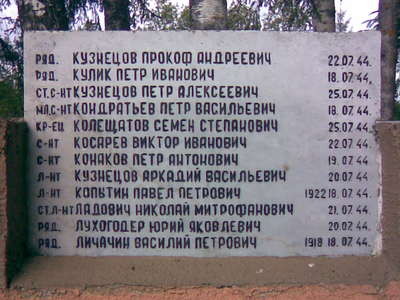 РЯД. КУЗНЕЦОВ ПРОКОФ АНДРЕЕВИЧ 22.07.44.
РЯД. КУЛИК ПЕТР ИВАНОВИЧ 18.07.44.
СТ.С-НТ КУЗНЕЦОВ ПЕТР АЛЕКСЕЕВИЧ 25.07.44.
МЛ.С-НТ КОНДРАТЬЕВ ПЕТР ВАСИЛЬЕВИЧ 18.07.44.
КР-ЕЦ КОЛЕЩАТОВ СЕМЕН СТЕПАНОВИЧ 25.07.44.
С-НТ КОСАРЕВ ВИКТОР ИВАНОВИЧ 22.07.44.
С-НТ КОНАКОВ ПЕТР АНТОНОВИЧ 19.07.44.
Л-НТ КУЗНЕЦОВ АРКАДИЙ ВАСИЛЬЕВИЧ 20.07.44.
Л-НТ КОПЫТИН ПАВЕЛ ПЕТРОВИЧ 1922 18.07.44.
СТ.Л-НТ ЛАДОВИЧ НИКОЛАЙ МИТРОФАНОВИЧ 21.07.44.
РЯД. ЛУХОГОДЕР ЮРИЙ ЯКОВЛЕВИЧ 20.07.44.
РЯД. ЛИЧАЧИН ВАСИЛИЙ ПЕТРОВИЧ 1918 18.07.44.